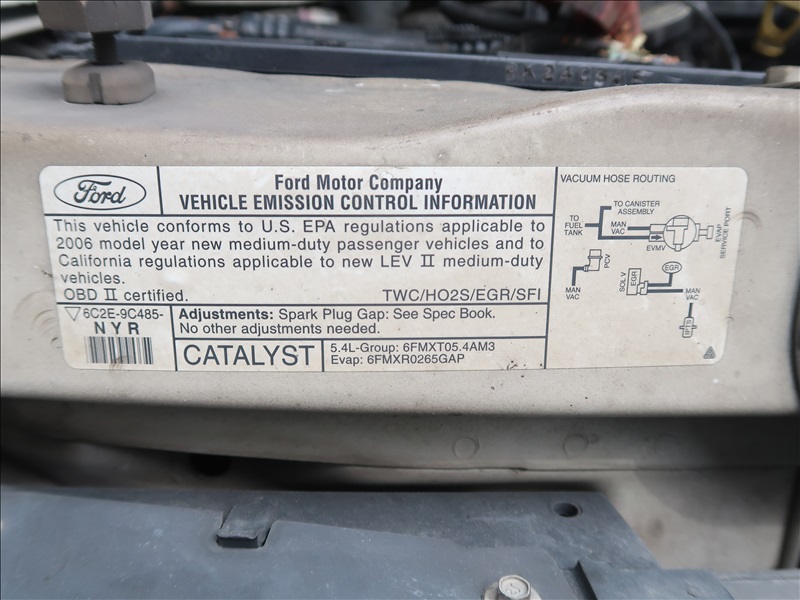 Ford
Ford Motor Company
VEHICLE EMISSION CONTROL INFORMATION
This vehicle conforms to U.S. EPA regulations applicable to
2006 model year new medium-duty passenger vehicles and to
California regulations applicable to new LEV II medium-duty
vehicles.
OBD II certified. TWC/HO2S/EGR/SFI
6C2E-9C485-
NYR
Adjustments: Spark Plug Gap: See Spec Book.
No other adjustments needed.
CATALYST
5.4L-Group: 6FMXT05.4AM3
Evap: 6FMXR0265GAP
VACUUM HOSE ROUTING
TO CANISTER
ASSEMBLY
TO
FUEL
TANK
MAN
VAC
EVMV
EVAP
SERVICE PORT
PCV
MAN
VAC
SOL V
EGR
EGR
MAN
VAC